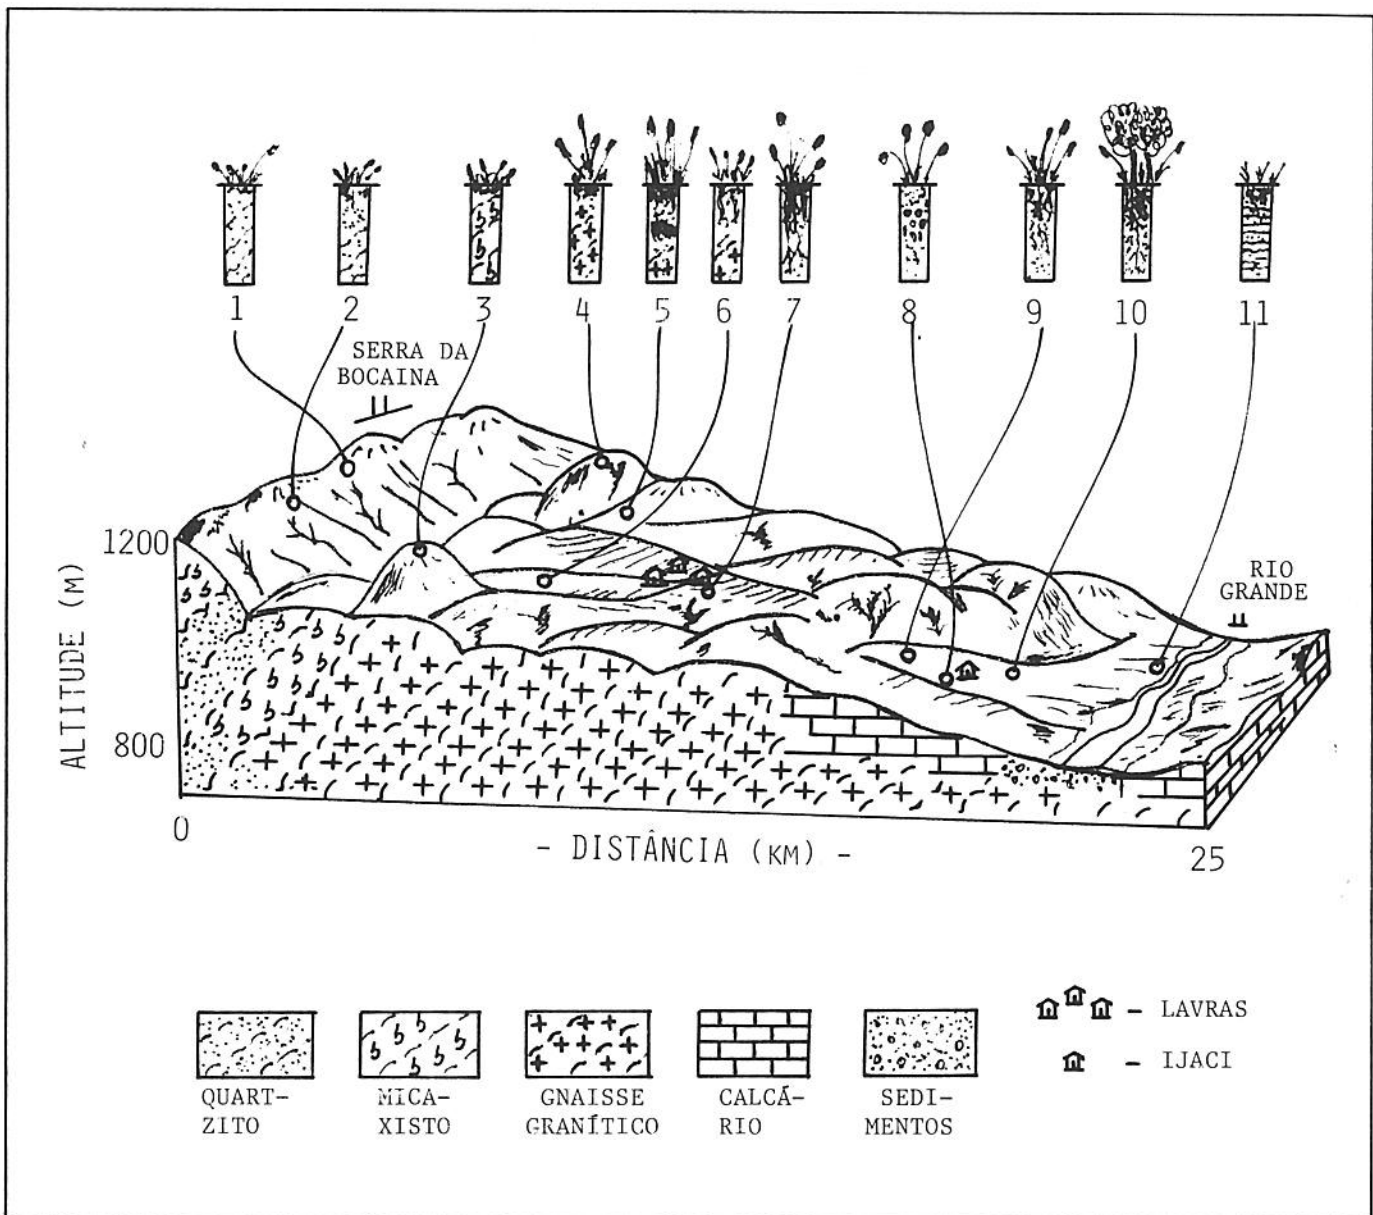 1 2 3 4 5 6 7 8 9 10 11
SERRA DA
BOCAINA
1200
ALTITUDE (M)
800
RIO
GRANDE
0
- DISTÂNCIA (KM) -
25
QUART-
ZITO
MICA-
XISTO
GNAISSE
GRANÍTICO
CALCÁ-
RIO
SEDI-
MENTOS
- LAVRAS
- IJACI